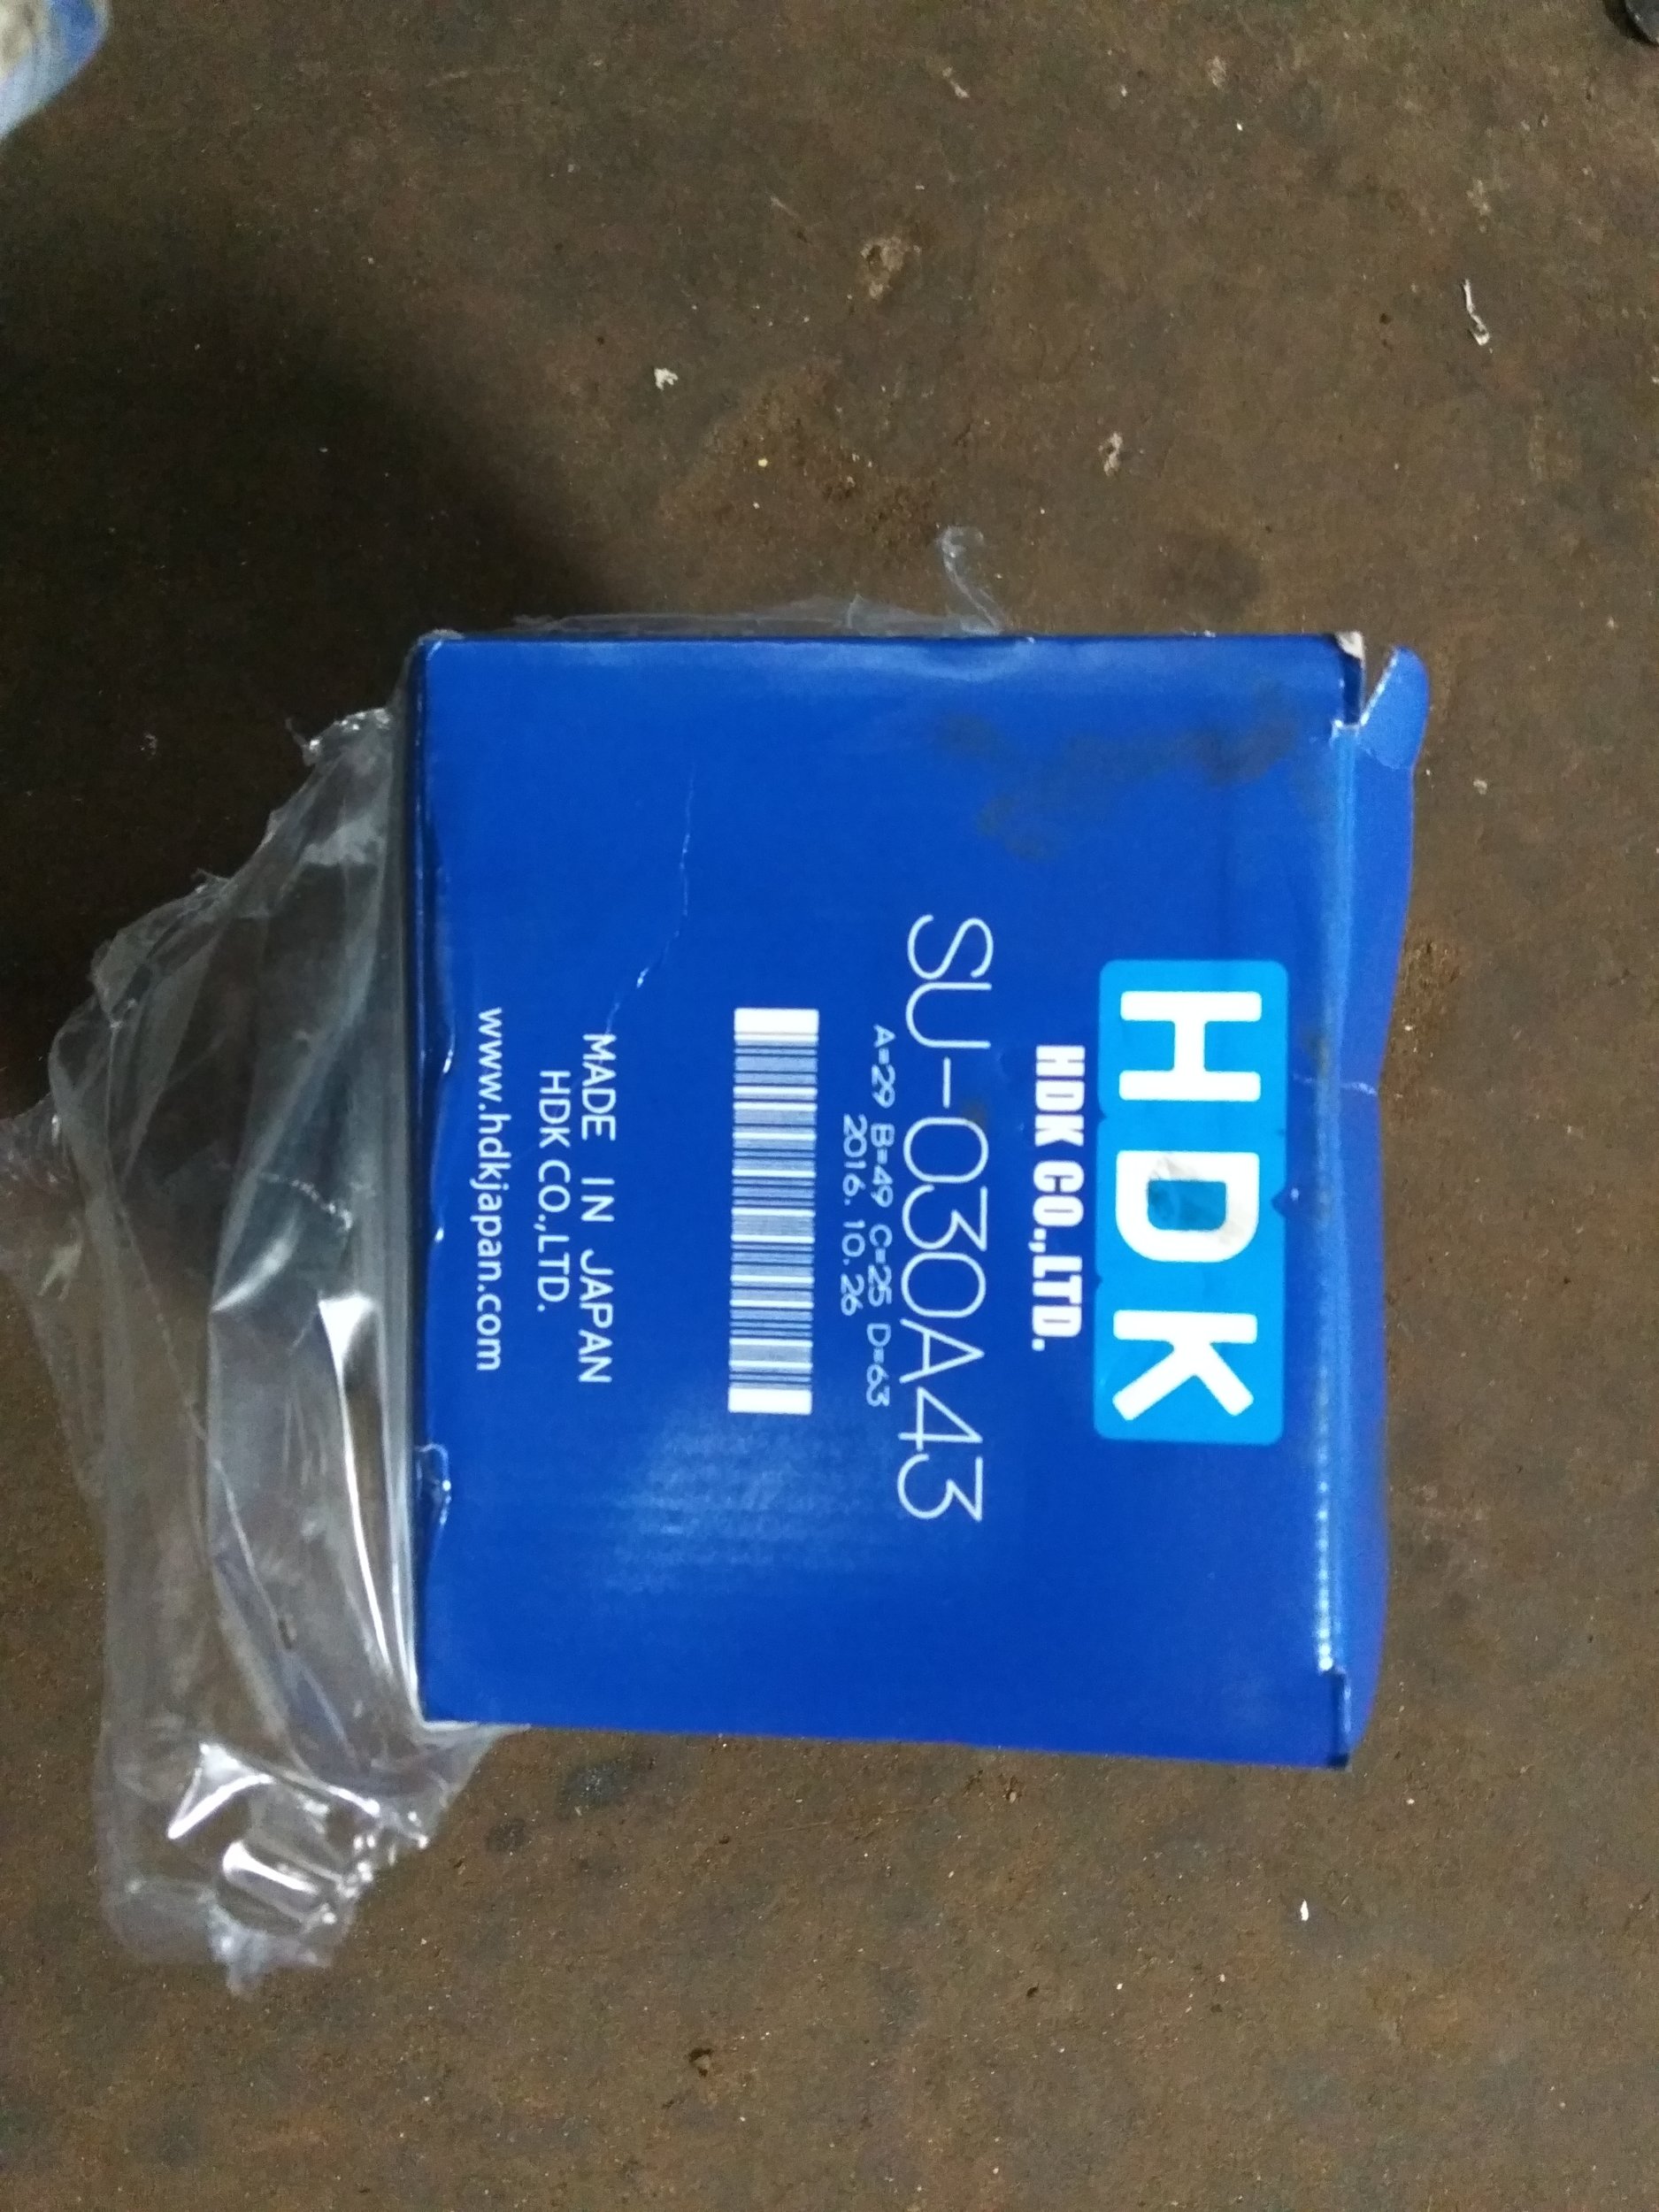 HDK
HDK CO.,LTD.
SU-030A43
A=29 B=49 C=25 D=63
2016. 10. 26
MADE IN JAPAN
HDK CO.,LTD.
www.hdkjapan.com